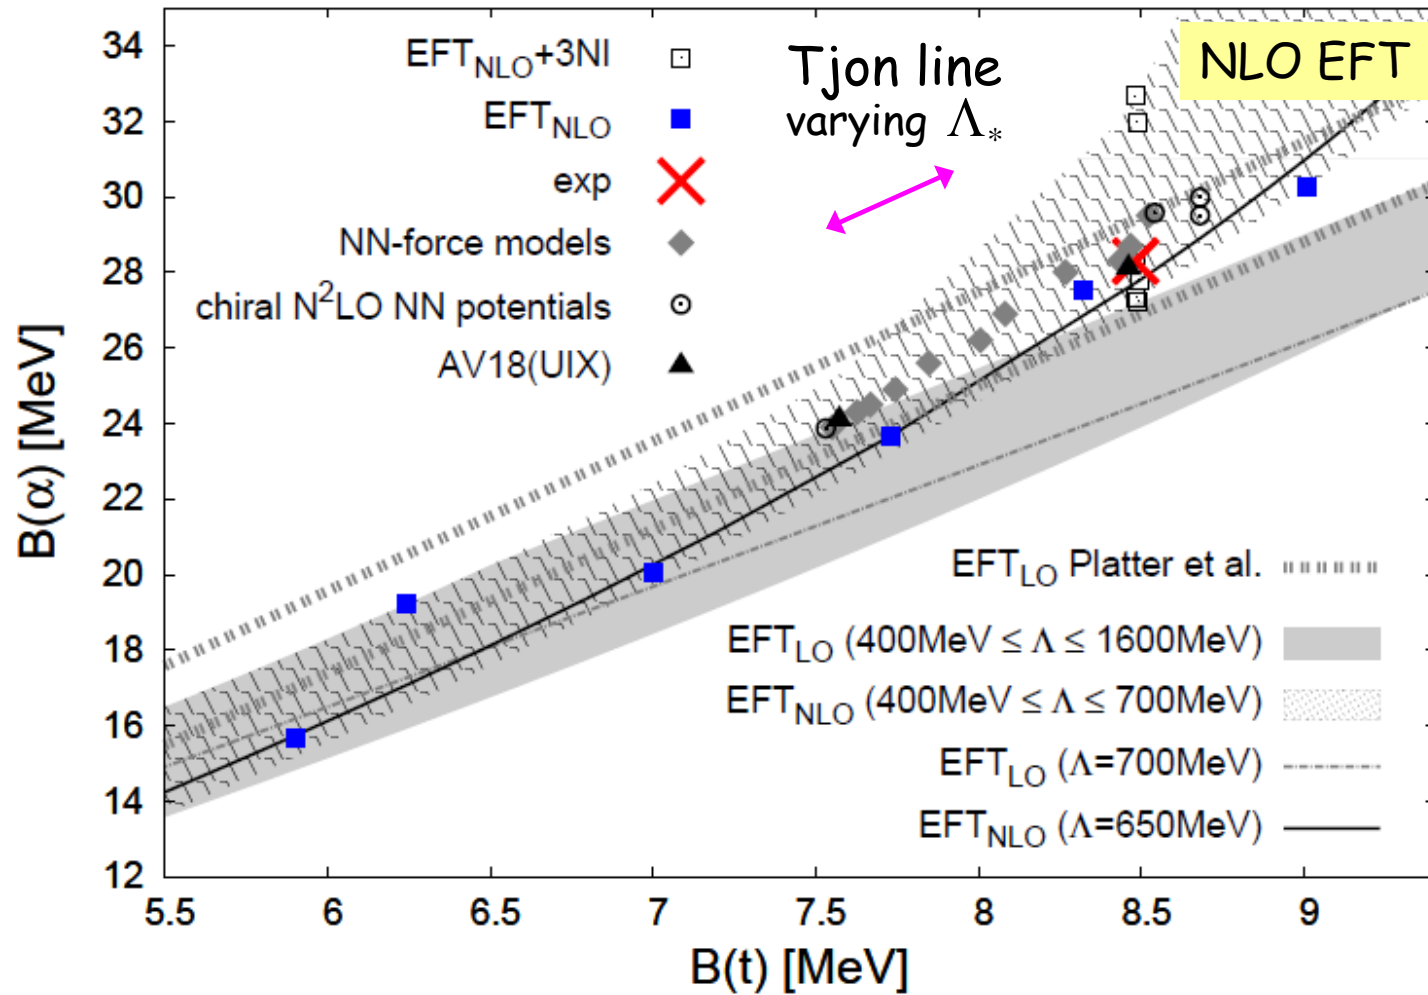 NLO EFT
Tjon line
varying Λ*
EFTNLO+3NI
EFTNLO
exp
NN-force models
chiral N²LO NN potentials
AV18(UIX)
EFTLO Platter et al.
EFTLO (400MeV ≤ Λ ≤ 1600MeV)
EFTNLO (400MeV ≤ Λ ≤ 700MeV)
EFTLO (Λ=700MeV)
EFTNLO (Λ=650MeV)
B(α) [MeV]
34
32
30
28
26
24
22
20
18
16
14
12
5.5 6 6.5 7 7.5 8 8.5 9
B(t) [MeV]